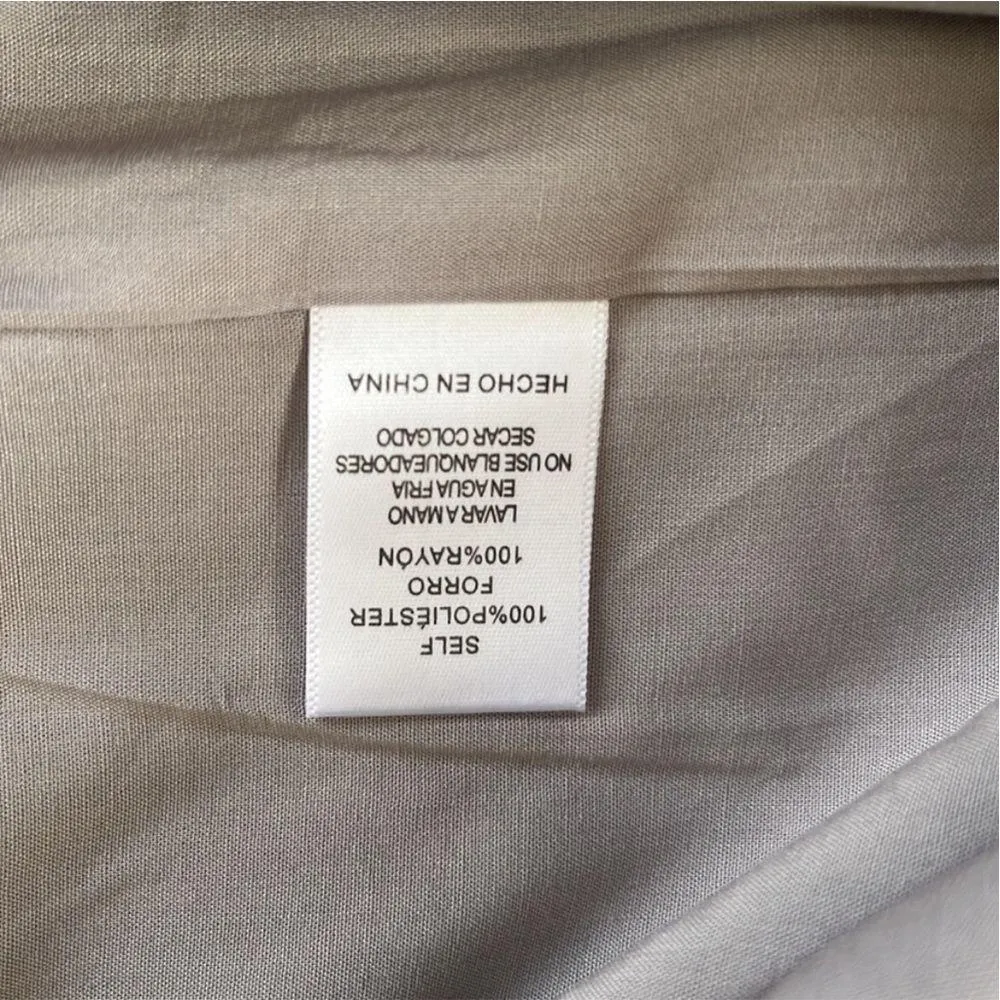 SELF
100%POLIÉSTER
FORRO
100%RAYÓN
LAVAR A MANO
EN AGUA FRIA
NO USE BLANQUEADORES
SECAR COLGADO
HECHO EN CHINA